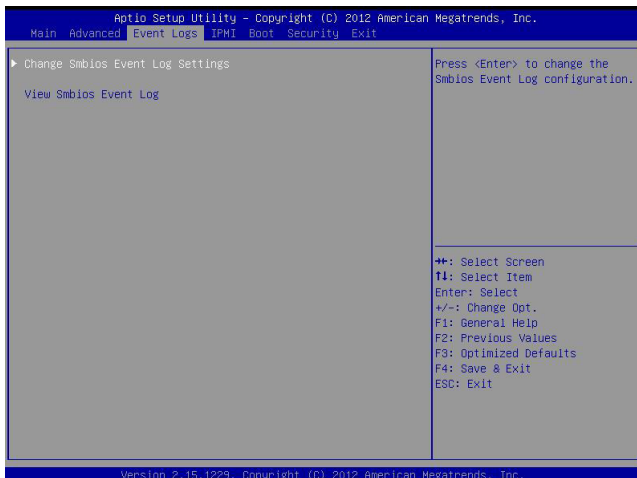 Aptio Setup Utility – Copyright (C) 2012 American Megatrends, Inc.
Main Advanced Event Logs IPMI Boot Security Exit
▶ Change Smbios Event Log Settings
View Smbios Event Log
Press <Enter> to change the
Smbios Event Log configuration.
→←: Select Screen
↑↓: Select Item
Enter: Select
+/-: Change Opt.
F1: General Help
F2: Previous Values
F3: Optimized Defaults
F4: Save & Exit
ESC: Exit
Version 2.15.1229. Copyright (C) 2012 American Megatrends, Inc.